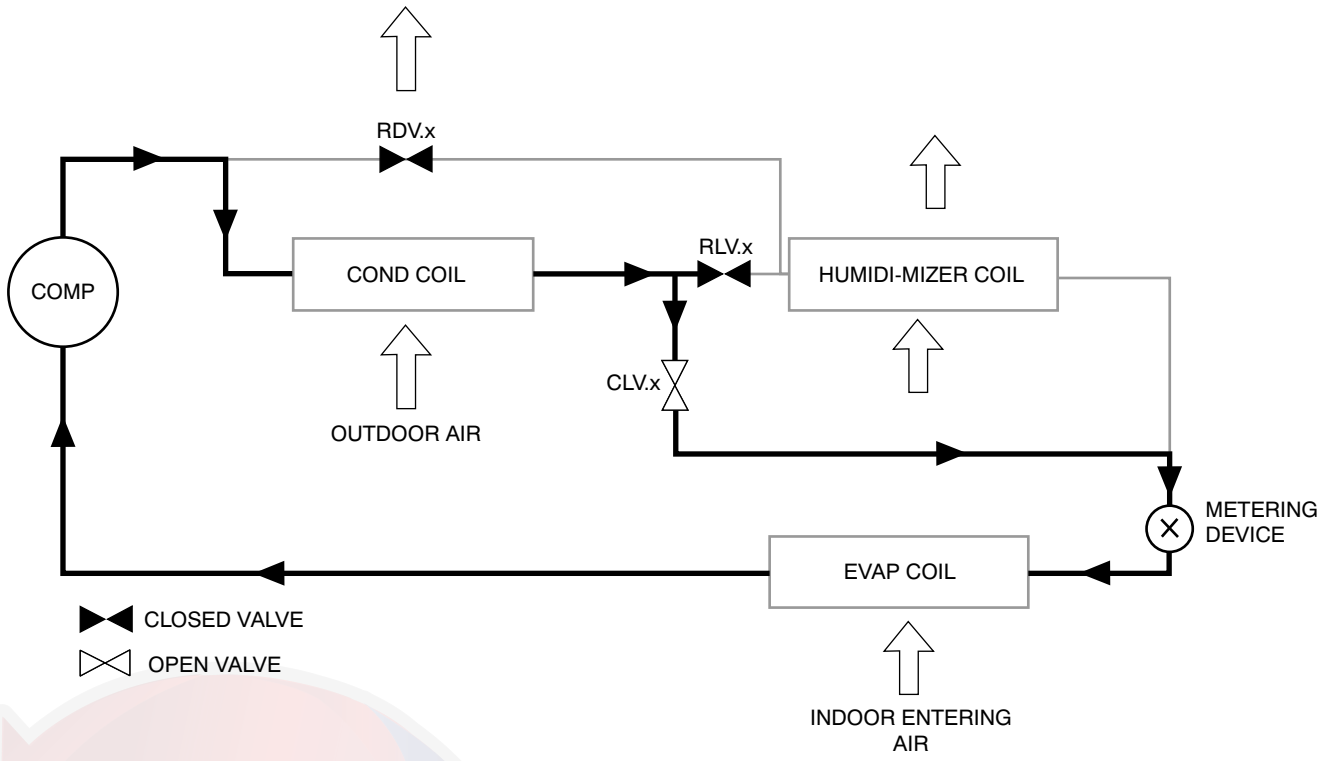 RDV.x
COMP
COND COIL
RLV.x
HUMIDI-MIZER COIL
CLV.x
OUTDOOR AIR
METERING
DEVICE
EVAP COIL
CLOSED VALVE
OPEN VALVE
INDOOR ENTERING
AIR